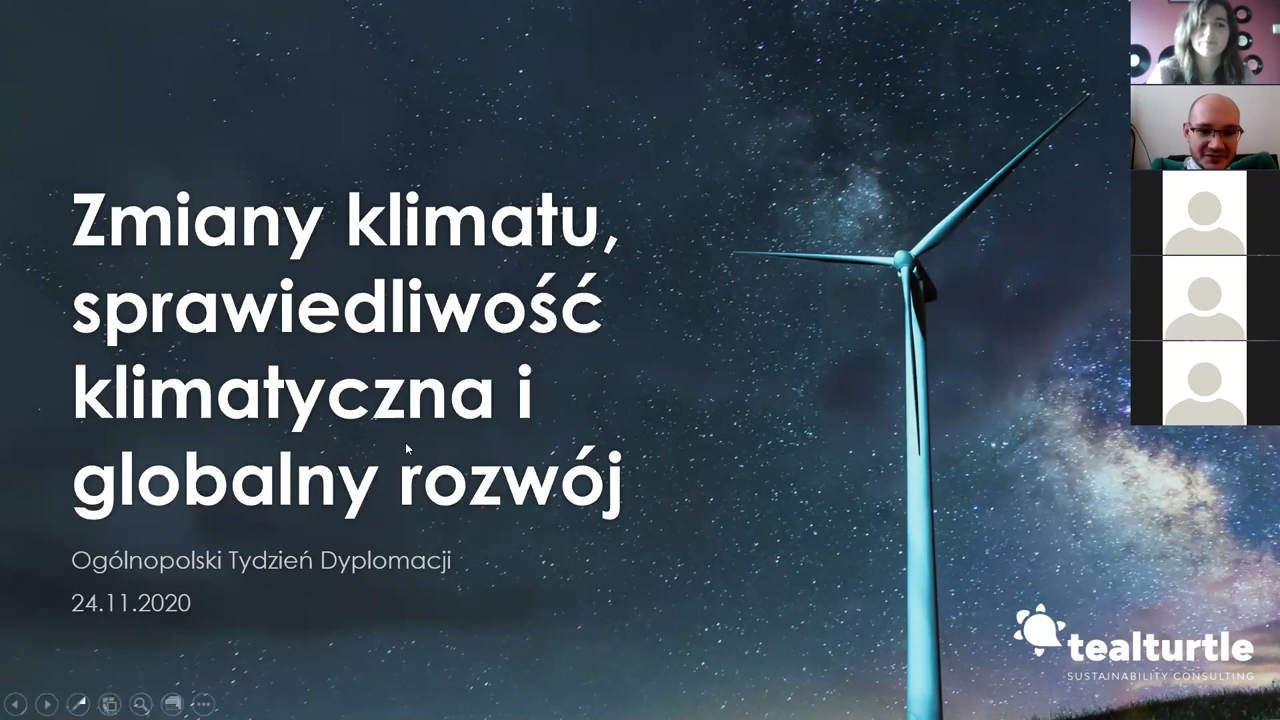 Zmiany klimatu,
sprawiedliwość
klimatyczna i
globalny rozwój
Ogólnopolski Tydzień Dyplomacji
24.11.2020
tealturtle
SUSTAINABILITY CONSULTING